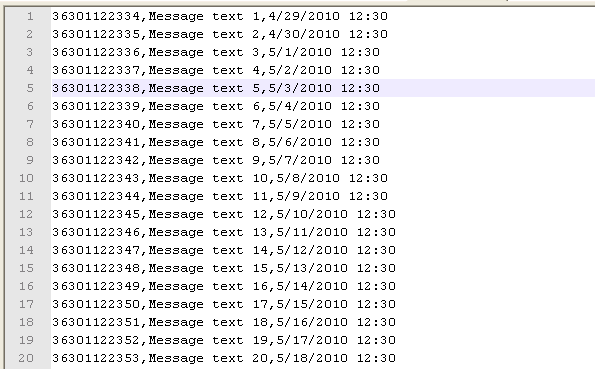 1 36301122334,Message text 1,4/29/2010 12:30
2 36301122335,Message text 2,4/30/2010 12:30
3 36301122336,Message text 3,5/1/2010 12:30
4 36301122337,Message text 4,5/2/2010 12:30
5 36301122338,Message text 5,5/3/2010 12:30
6 36301122339,Message text 6,5/4/2010 12:30
7 36301122340,Message text 7,5/5/2010 12:30
8 36301122341,Message text 8,5/6/2010 12:30
9 36301122342,Message text 9,5/7/2010 12:30
10 36301122343,Message text 10,5/8/2010 12:30
11 36301122344,Message text 11,5/9/2010 12:30
12 36301122345,Message text 12,5/10/2010 12:30
13 36301122346,Message text 13,5/11/2010 12:30
14 36301122347,Message text 14,5/12/2010 12:30
15 36301122348,Message text 15,5/13/2010 12:30
16 36301122349,Message text 16,5/14/2010 12:30
17 36301122350,Message text 17,5/15/2010 12:30
18 36301122351,Message text 18,5/16/2010 12:30
19 36301122352,Message text 19,5/17/2010 12:30
20 36301122353,Message text 20,5/18/2010 12:30